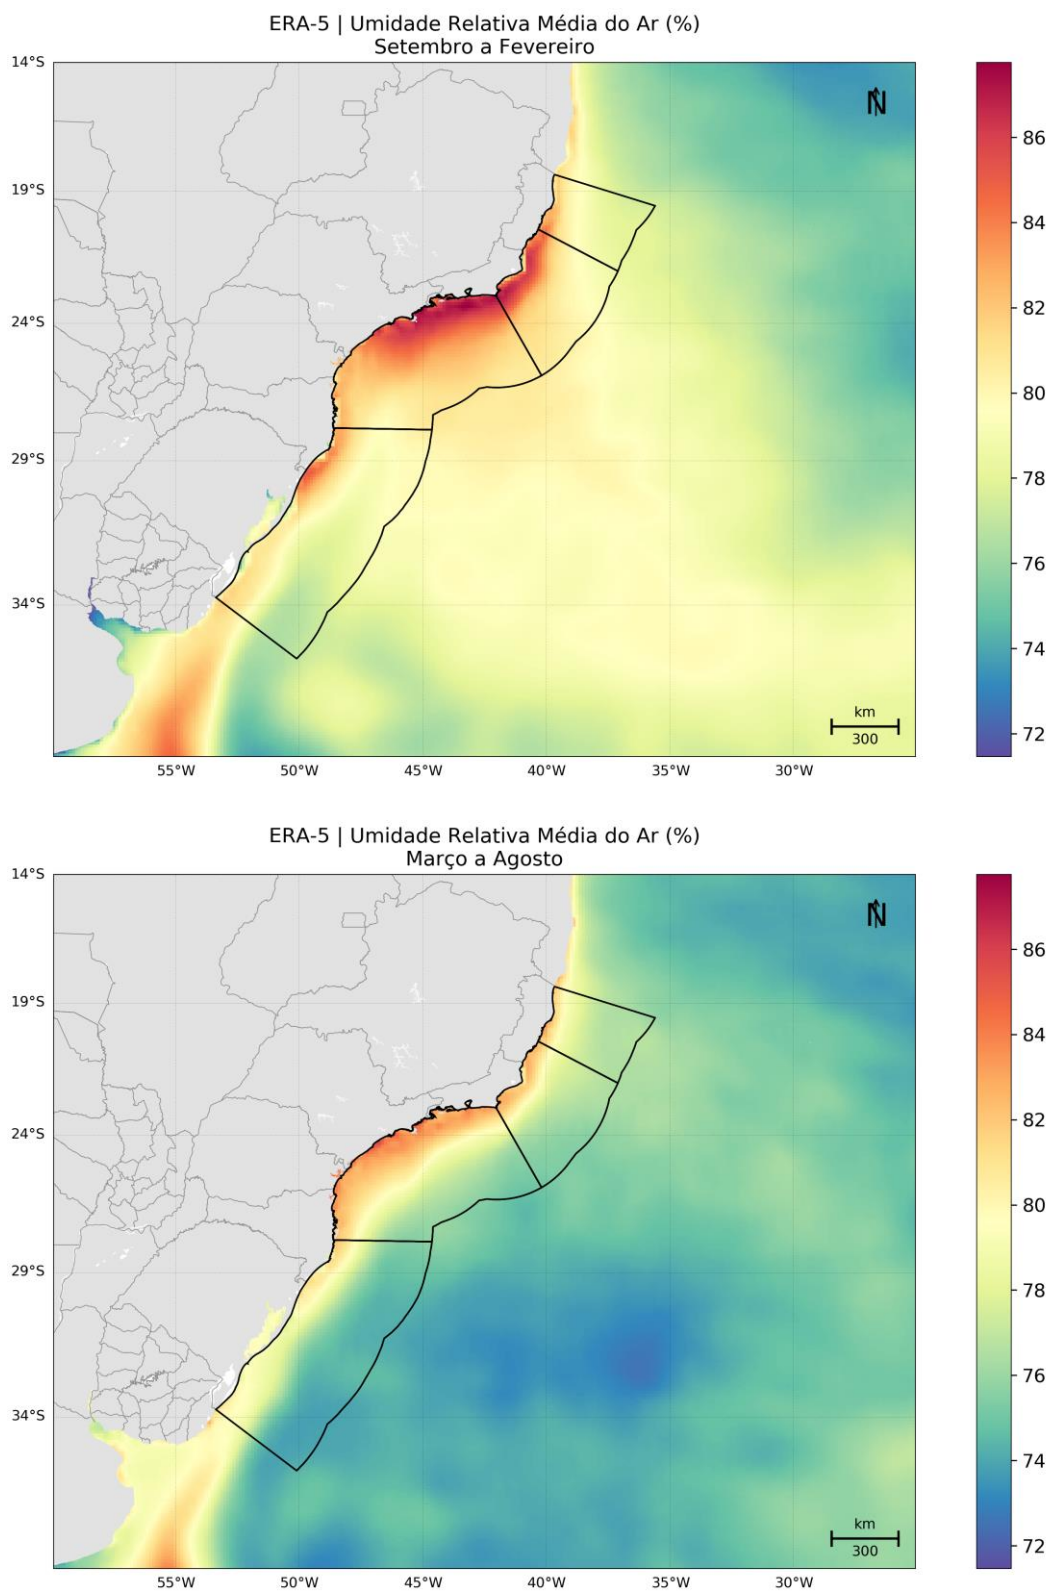 ERA-5 | Umidade Relativa Média do Ar (%)
Setembro a Fevereiro
14°S
19°S
24°S
29°S
34°S
55°W
50°W
45°W
40°W
35°W
30°W
N
km
300
86
84
82
80
78
76
74
72
ERA-5 | Umidade Relativa Média do Ar (%)
Março a Agosto
14°S
19°S
24°S
29°S
34°S
55°W
50°W
45°W
40°W
35°W
30°W
N
km
300
86
84
82
80
78
76
74
72